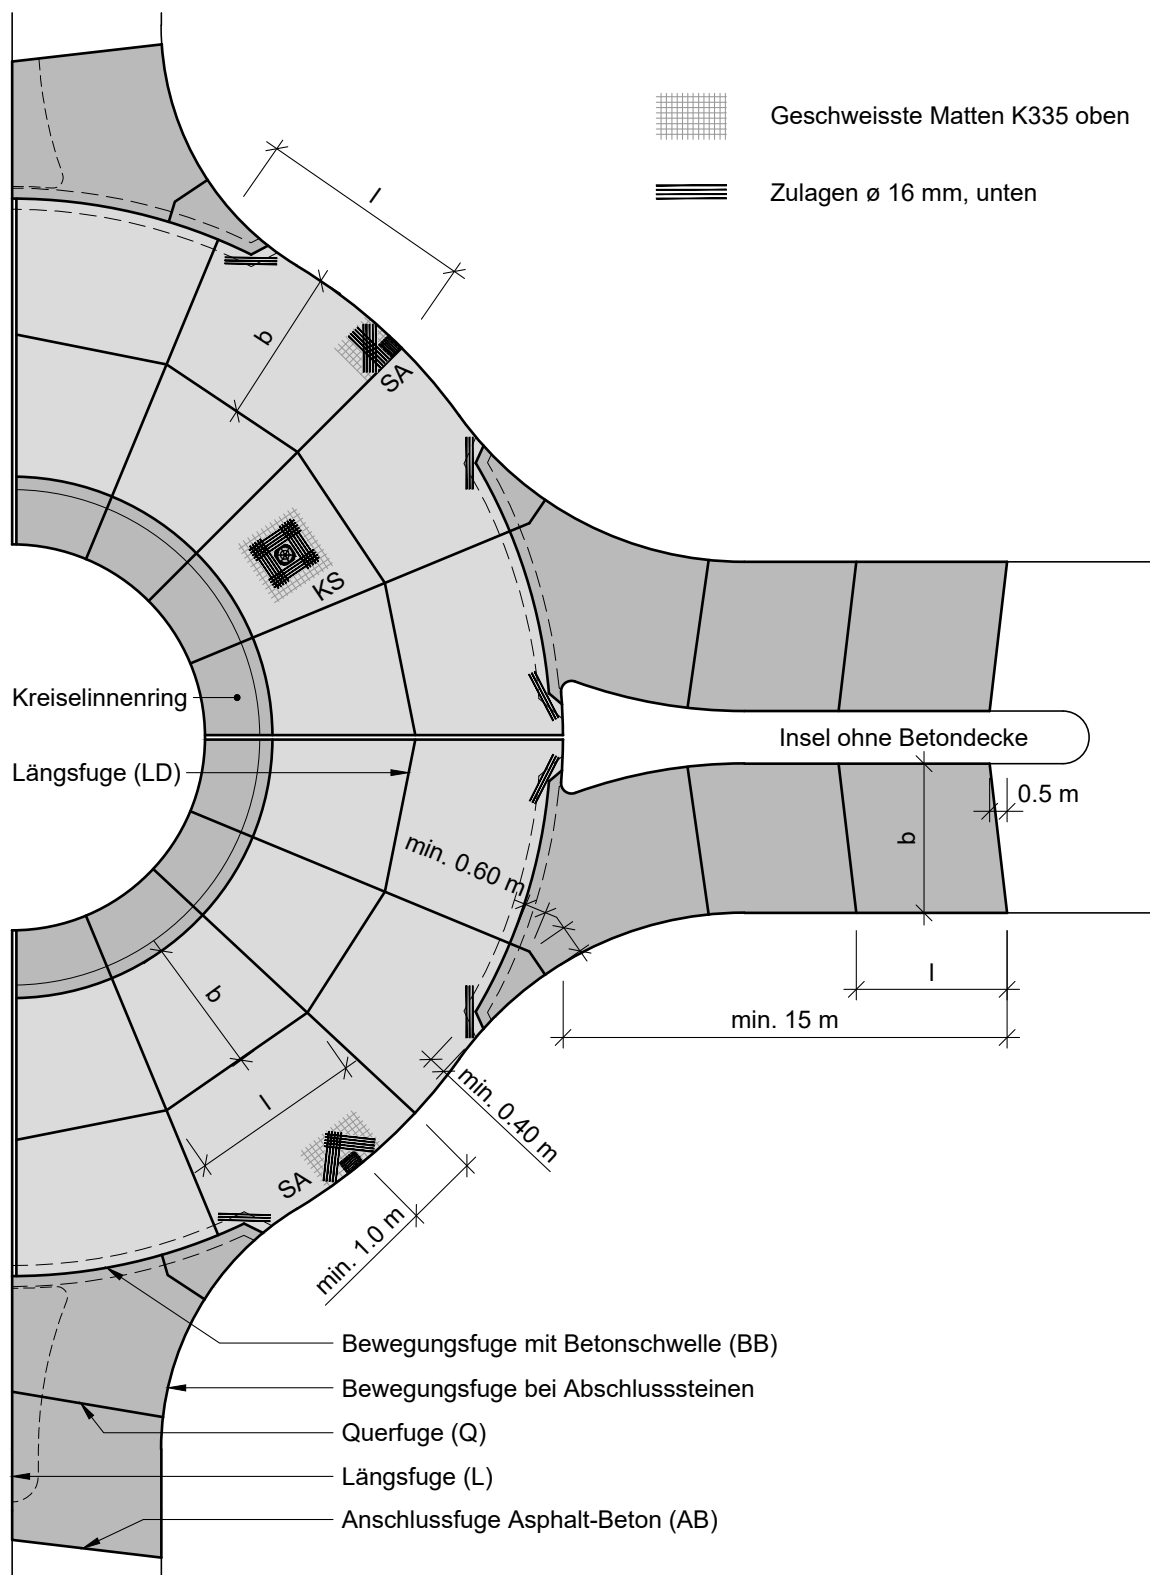 Geschweisste Matten K335 oben
Zulagen ø 16 mm, unten
l
b
SA
KS
Kreiselinnenring
Insel ohne Betondecke
Längsfuge (LD)
0.5 m
b
min. 0.60 m
l
b
min. 15 m
l
min. 0.40 m
SA
min. 1.0 m
Bewegungsfuge mit Betonschwelle (BB)
Bewegungsfuge bei Abschlusssteinen
Querfuge (Q)
Längsfuge (L)
Anschlussfuge Asphalt-Beton (AB)